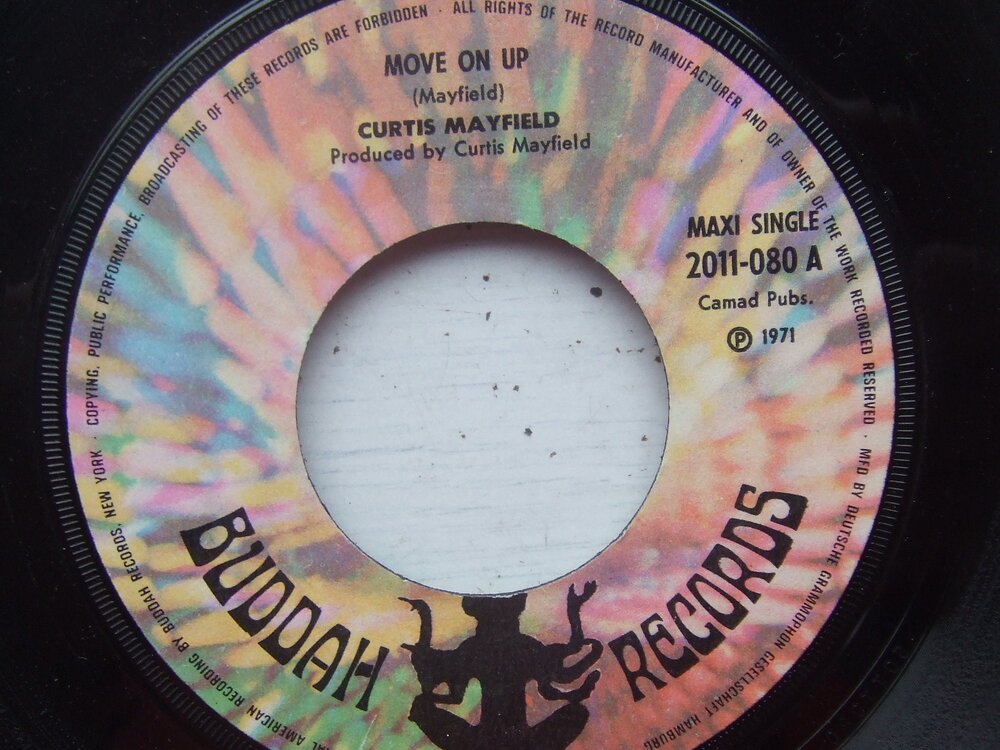 MOVE ON UP
(Mayfield)
CURTIS MAYFIELD
Produced by Curtis Mayfield
MAXI SINGLE
2011-080 A
Camad Pubs.
Ⓟ 1971
BUDDAH RECORDS
AMERICAN RECORDING BY BUDDAH RECORDS, NEW YORK · COPYING, PUBLIC PERFORMANCE, BROADCASTING OF THESE RECORDS ARE FORBIDDEN · ALL RIGHTS OF THE RECORD MANUFACTURER AND OF OWNER OF THE WORK RECORDED RESERVED · MFD BY DEUTSCHE GRAMMOPHON GESELLSCHAFT HAMBURG